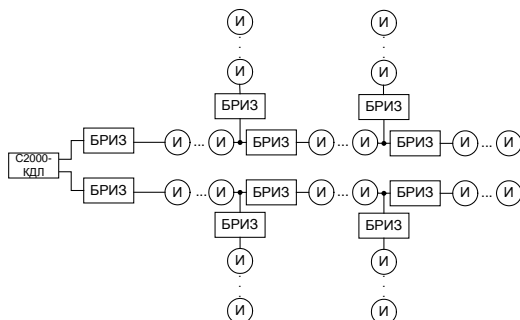 И И
И И
БРИЗ БРИЗ
БРИЗ И ... И БРИЗ И ... И БРИЗ И ... И
С2000-
КДЛ
БРИЗ И ... И БРИЗ И ... И БРИЗ И ... И
БРИЗ БРИЗ
И И
И И